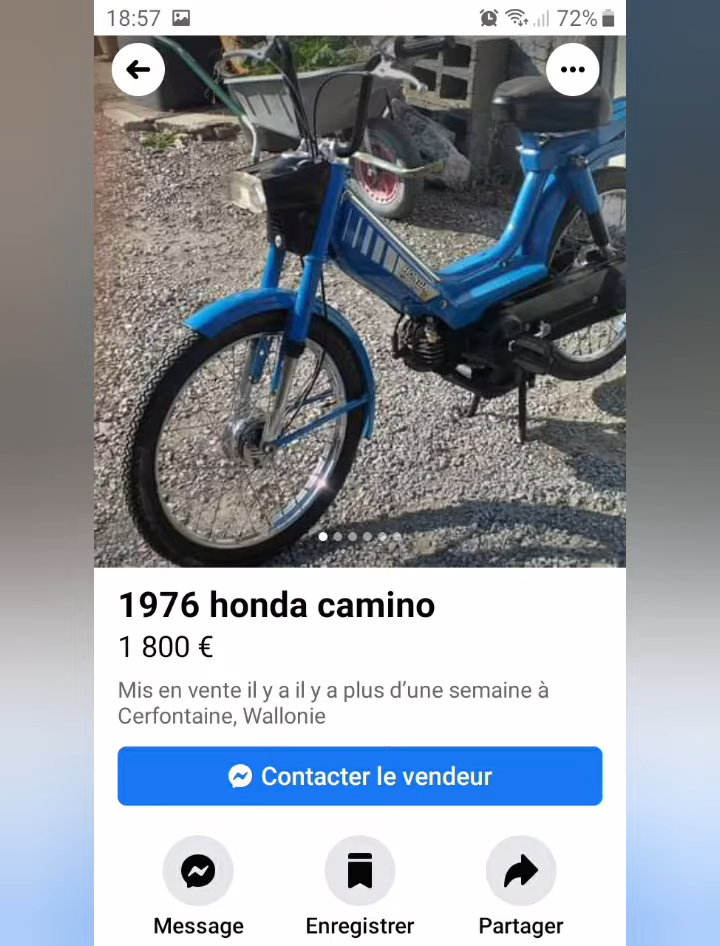 18:57
72%
HONDA
1976 honda camino
1 800 €
Mis en vente il y a il y a plus d’une semaine à
Cerfontaine, Wallonie
Contacter le vendeur
Message
Enregistrer
Partager